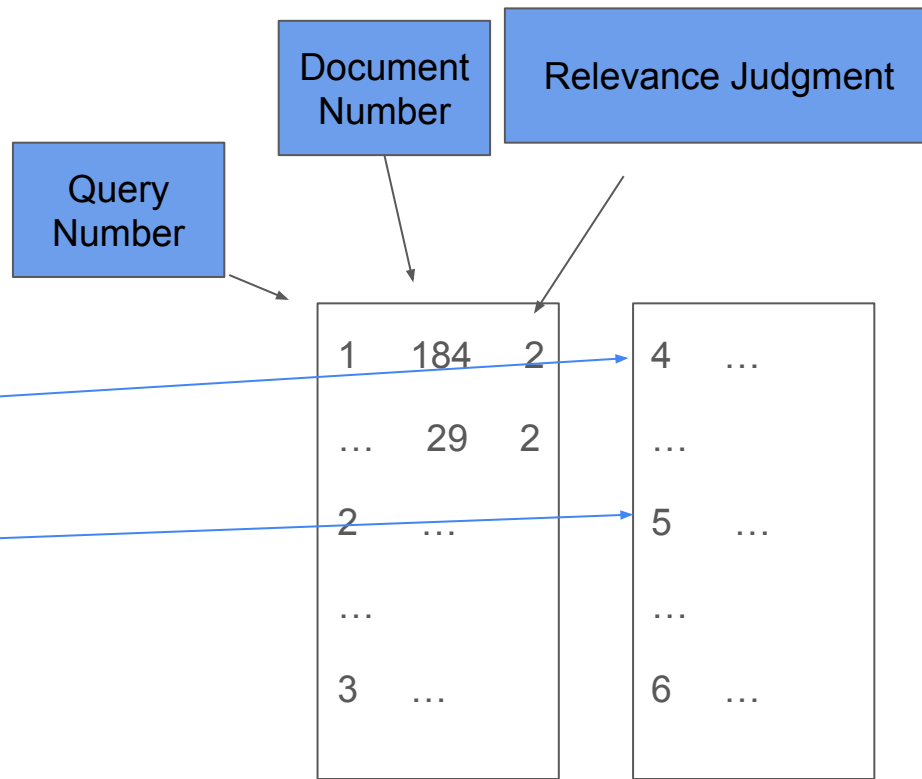 Document
Number
Relevance Judgment
Query
Number
1 184 2
… 29 2
2 …
…
3 …
4 …
…
5 …
…
6 …